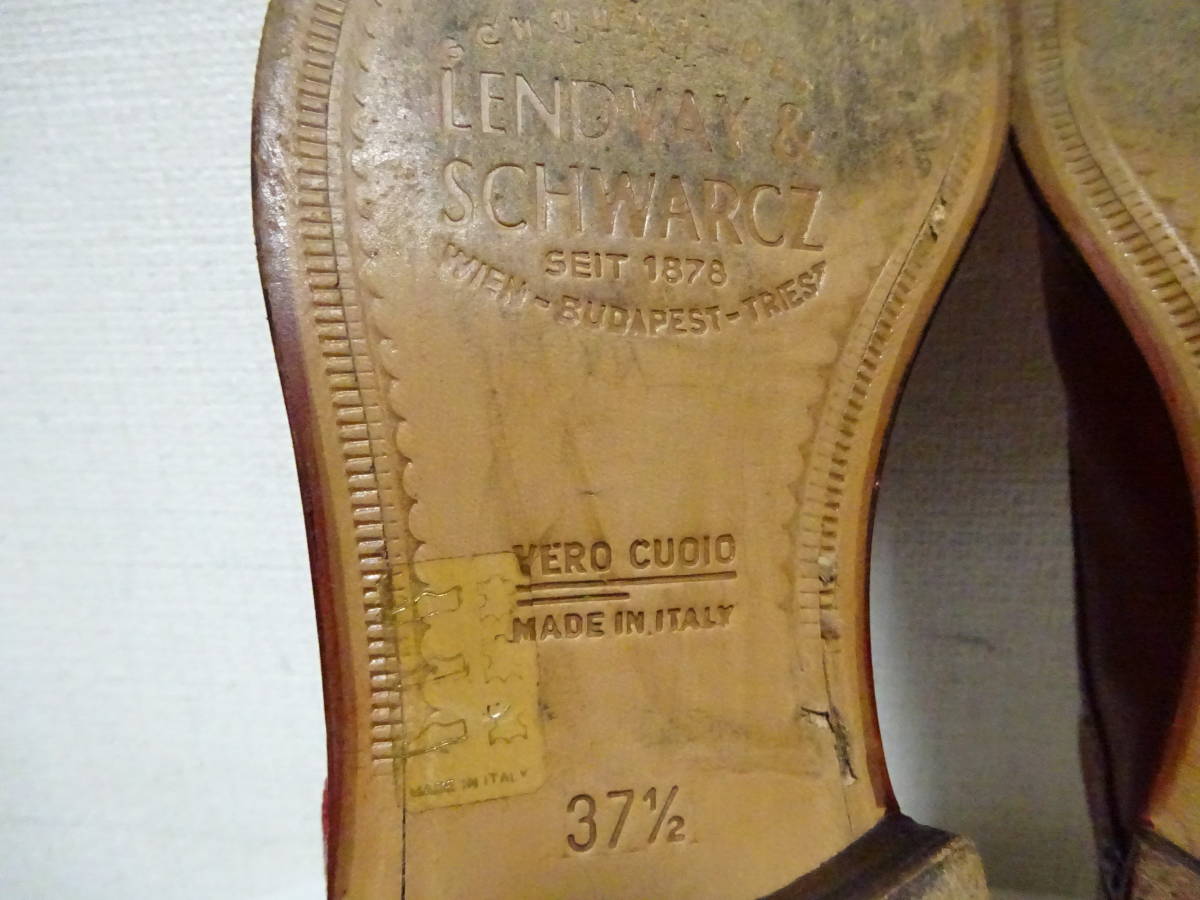 LENDVAY &
SCHWARCZ
SEIT 1878
WIEN - BUDAPEST - TRIEST
VERO CUOIO
MADE IN ITALY
MADE IN ITALY
37½